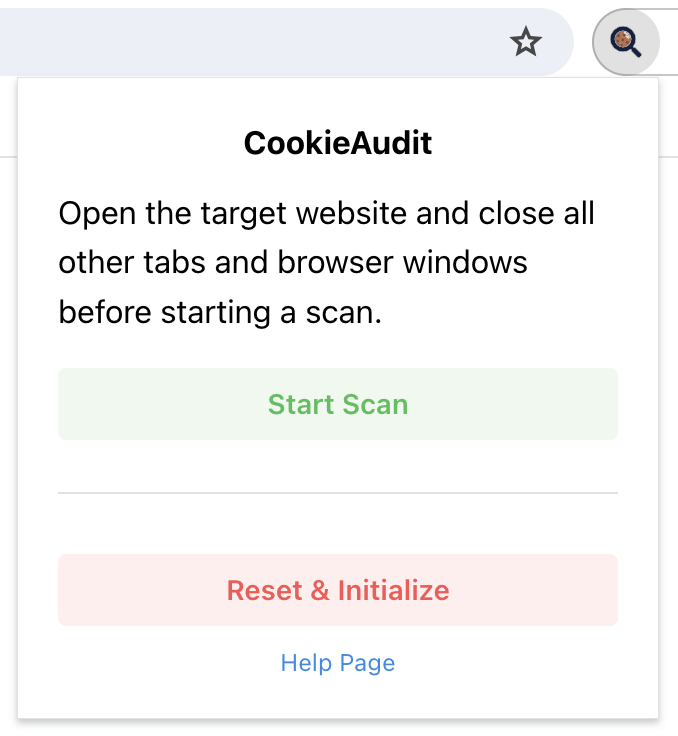 CookieAudit
Open the target website and close all
other tabs and browser windows
before starting a scan.
Start Scan
Reset & Initialize
Help Page